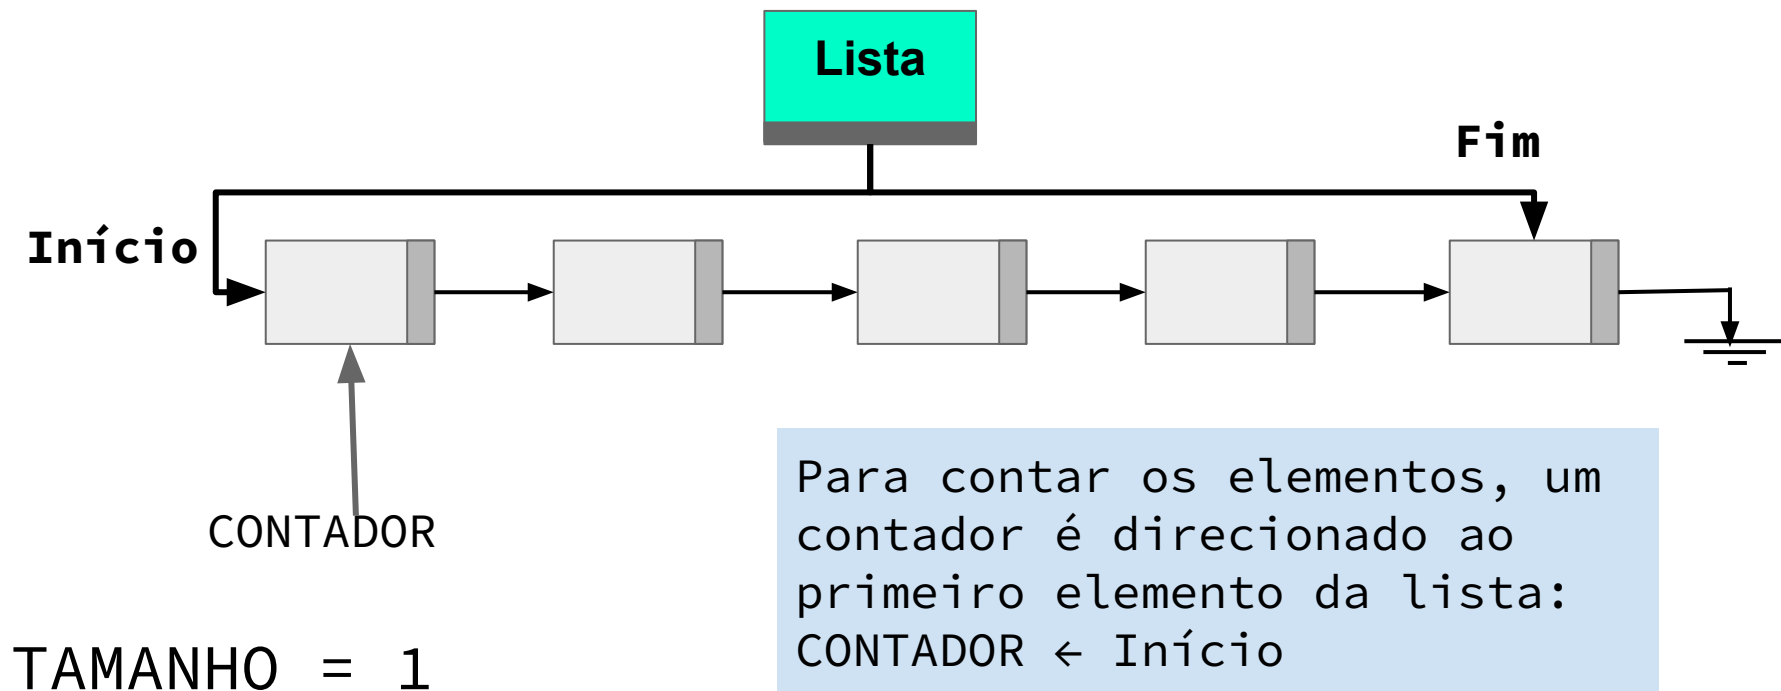 Lista
Fim
Início
CONTADOR
Para contar os elementos, um
contador é direcionado ao
primeiro elemento da lista:
CONTADOR ← Início
TAMANHO = 1